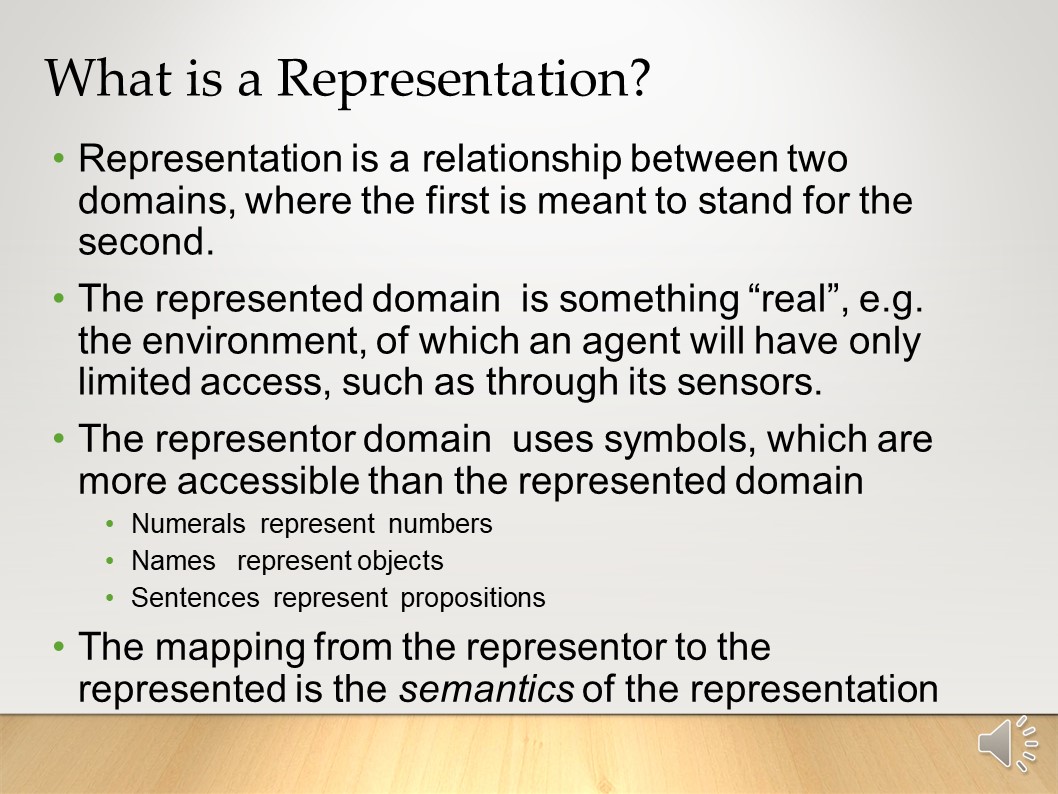 What is a Representation?
• Representation is a relationship between two
domains, where the first is meant to stand for the
second.
• The represented domain  is something “real”, e.g.
the environment, of which an agent will have only
limited access, such as through its sensors.
• The representor domain  uses symbols, which are
more accessible than the represented domain
• Numerals  represent  numbers
• Names   represent objects
• Sentences  represent  propositions
• The mapping from the representor to the
represented is the semantics of the representation